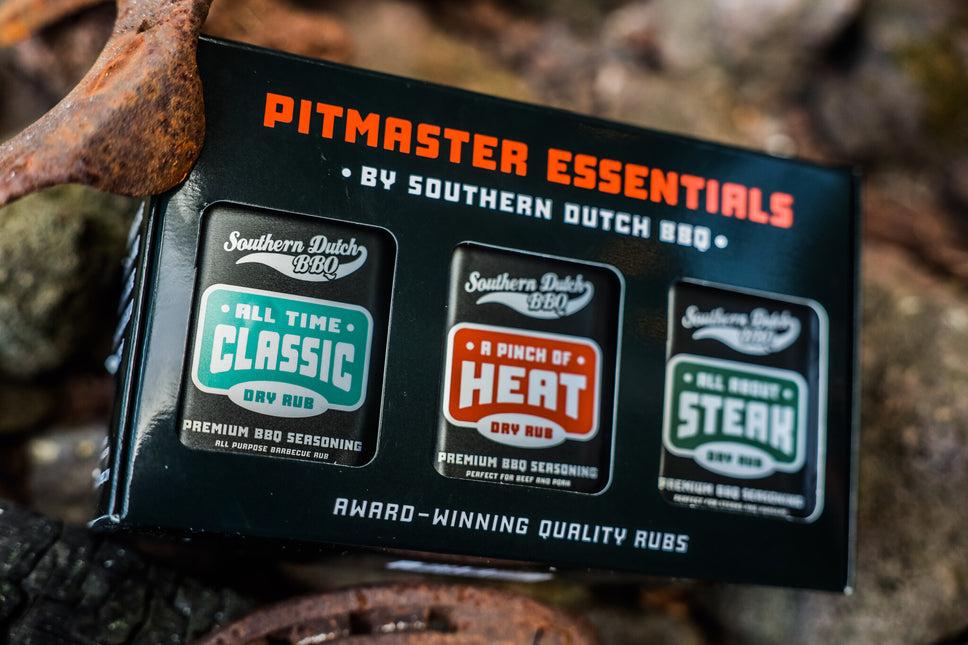 PITMASTER ESSENTIALS
• BY SOUTHERN DUTCH BBQ •
Southern Dutch
BBQ
• ALL TIME •
CLASSIC
DRY RUB
PREMIUM BBQ SEASONING
ALL PURPOSE BARBECUE RUB
Southern Dutch
BBQ
• A PINCH OF •
HEAT
DRY RUB
PREMIUM BBQ SEASONING
PERFECT FOR BEEF AND PORK
Southern Dutch
BBQ
• ALL ABOUT •
STEAK
DRY RUB
PREMIUM BBQ SEASONING
PERFECT FOR
AWARD-WINNING QUALITY RUBS